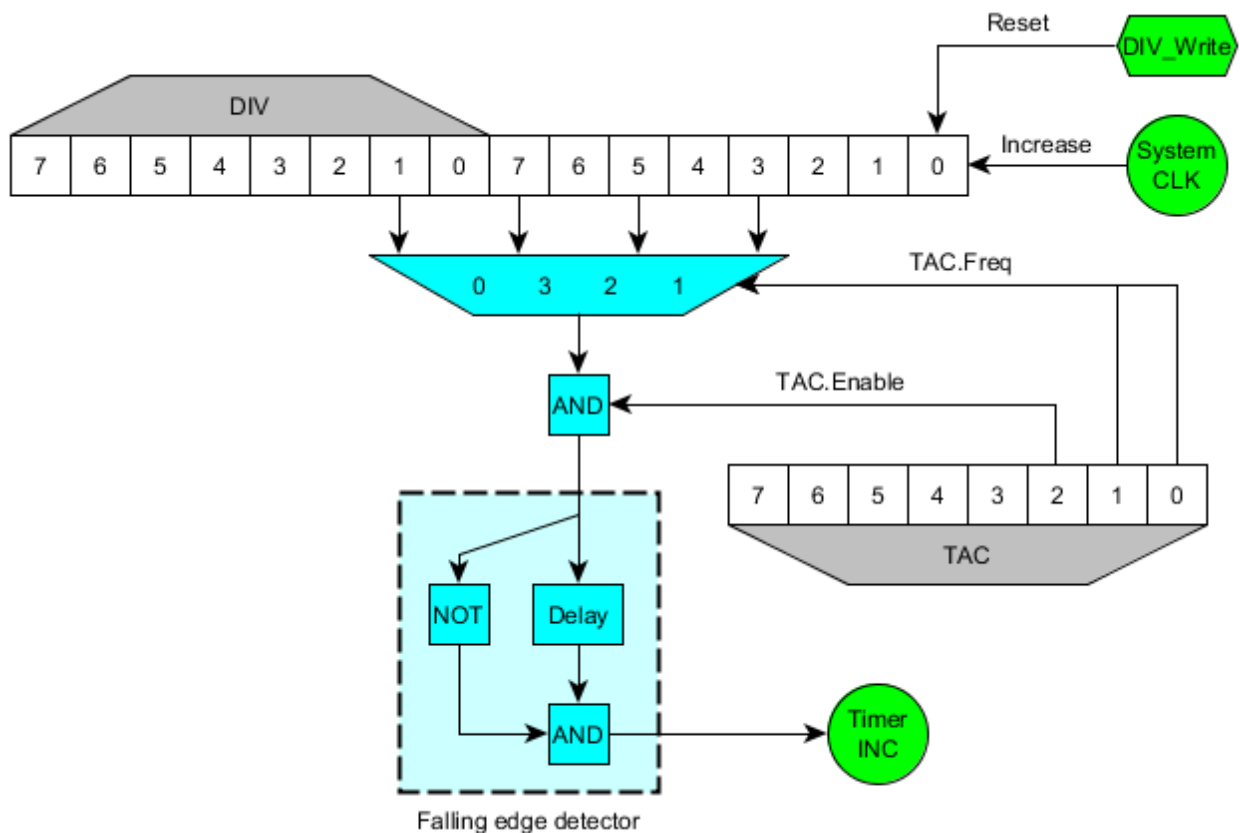 Reset
DIV_Write
DIV
7 6 5 4 3 2 1 0 7 6 5 4 3 2 1 0
Increase
System
CLK
0 3 2 1
TAC.Freq
AND
TAC.Enable
7 6 5 4 3 2 1 0
TAC
NOT
Delay
AND
Timer
INC
Falling edge detector